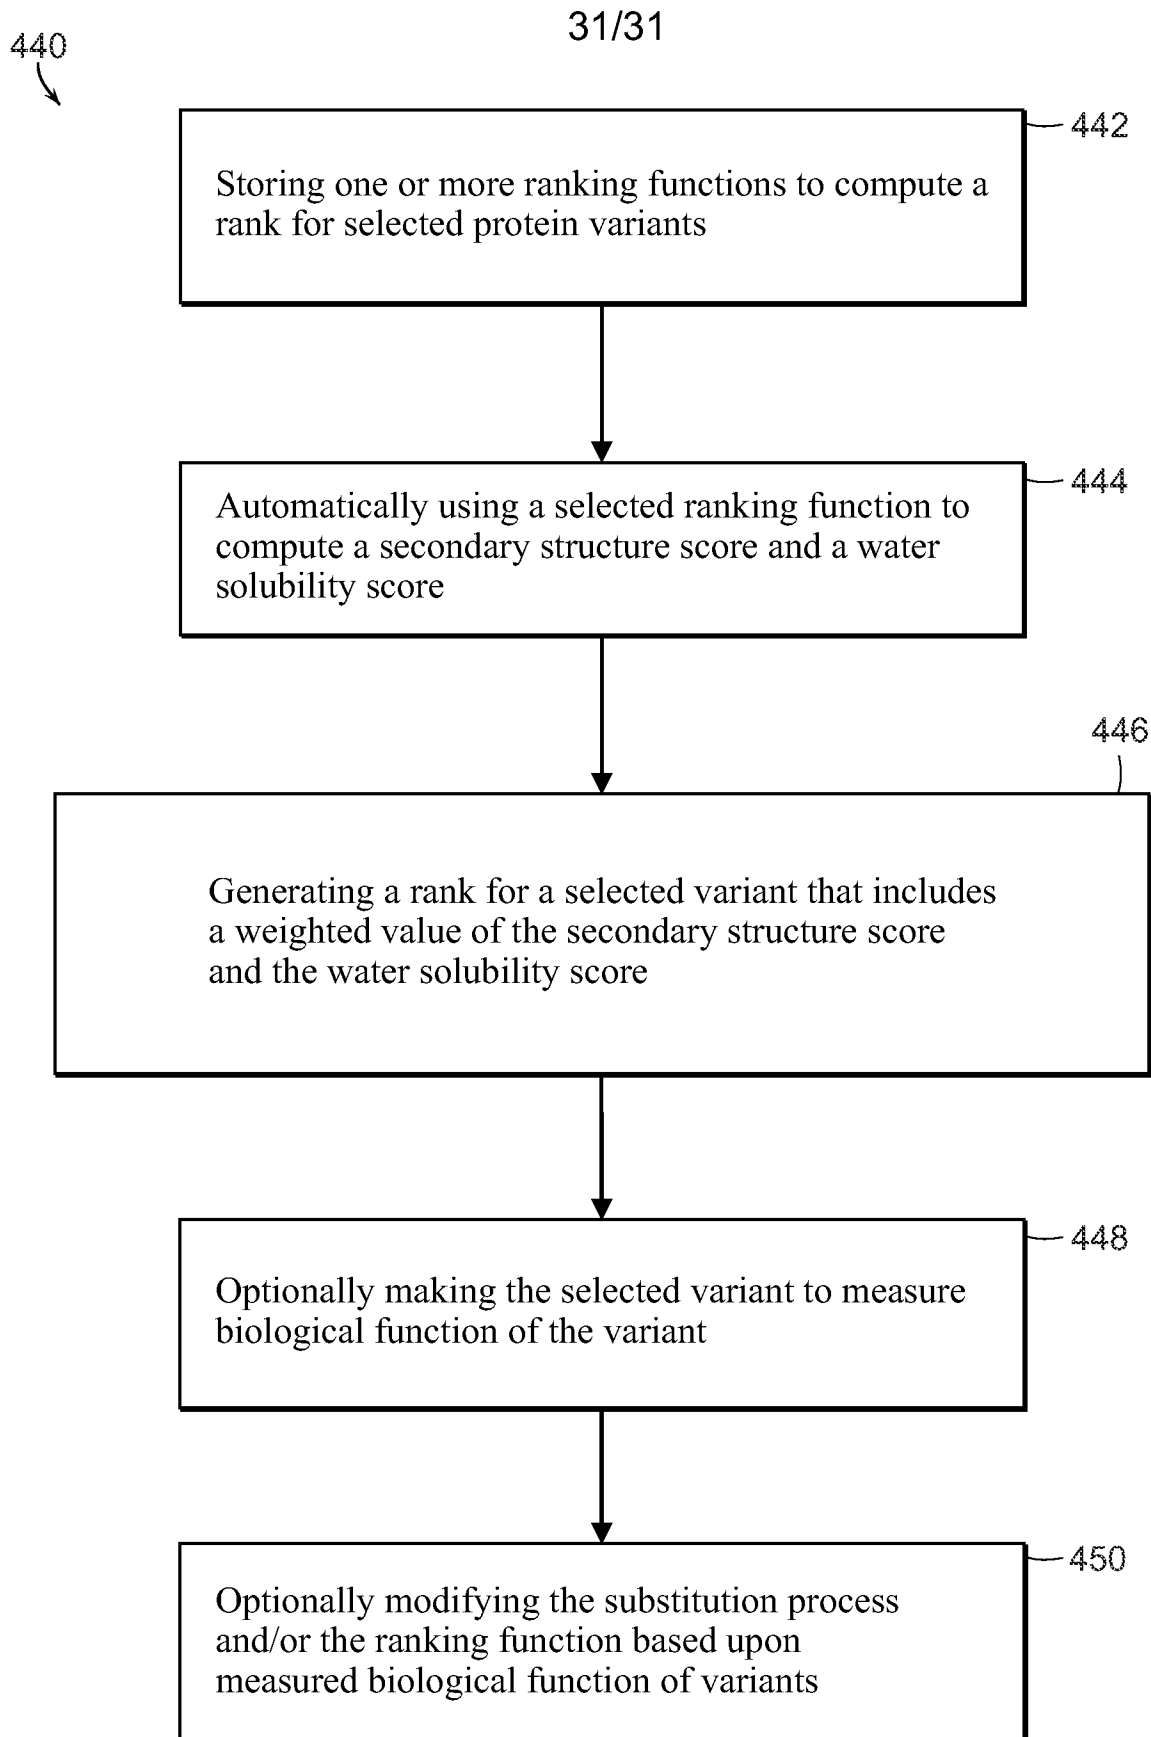 31/31
440
442
Storing one or more ranking functions to compute a
rank for selected protein variants
444
Automatically using a selected ranking function to
compute a secondary structure score and a water
solubility score
446
Generating a rank for a selected variant that includes
a weighted value of the secondary structure score
and the water solubility score
448
Optionally making the selected variant to measure
biological function of the variant
450
Optionally modifying the substitution process
and/or the ranking function based upon
measured biological function of variants